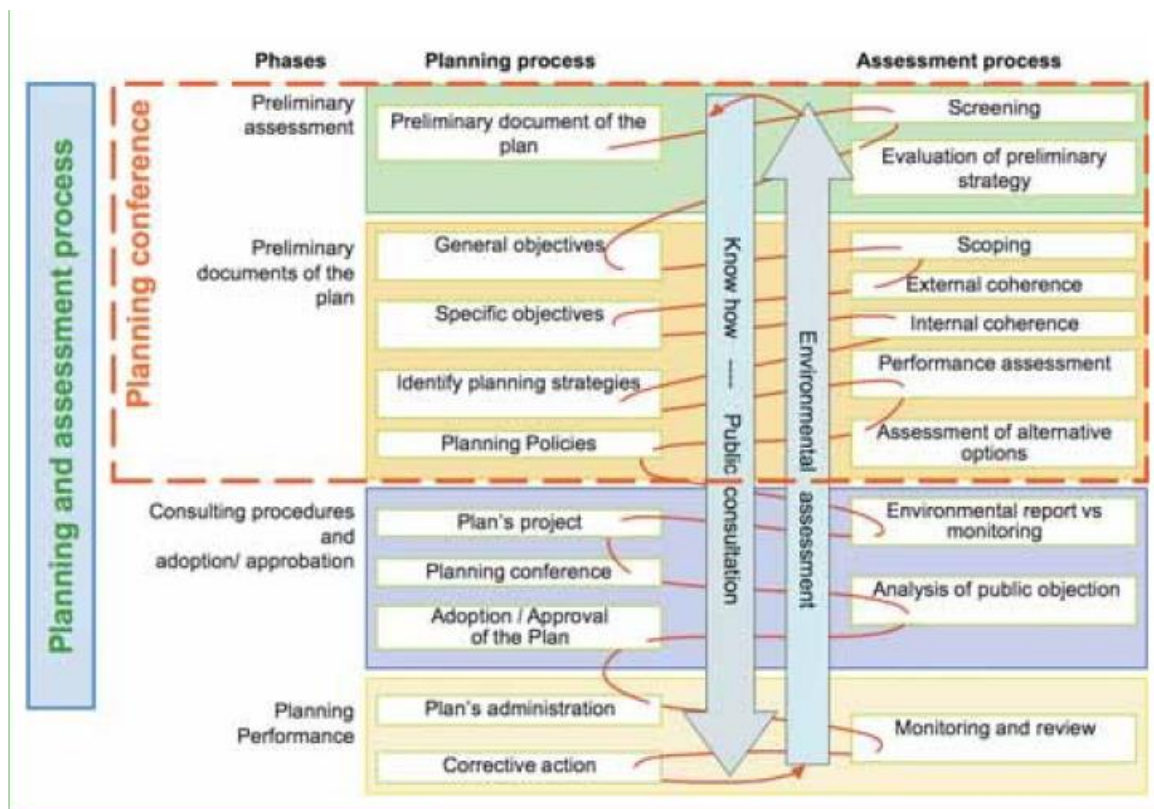 Phases
Planning process
Assessment process
Planning and assessment process
Planning conference
Preliminary
assessment
Preliminary document of the
plan
Screening
Evaluation of preliminary
strategy
Preliminary
documents of the
plan
General objectives
Specific objectives
Identify planning strategies
Planning Policies
Scoping
External coherence
Internal coherence
Performance assessment
Assessment of alternative
options
Know how ---- Public consultation
Environmental assessment
Consulting procedures
and
adoption/ approbation
Plan's project
Planning conference
Adoption / Approval
of the Plan
Environmental report vs
monitoring
Analysis of public objection
Planning
Performance
Plan's administration
Corrective action
Monitoring and review